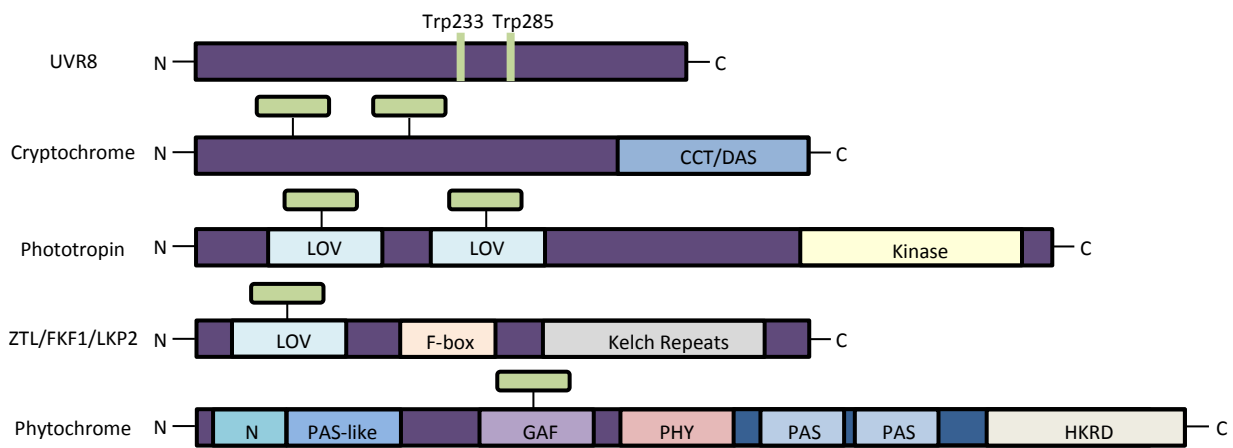 Trp233 Trp285
UVR8 N C
Cryptochrome N CCT/DAS C
Phototropin N LOV LOV Kinase C
ZTL/FKF1/LKP2 N LOV F-box Kelch Repeats C
Phytochrome N N PAS-like GAF PHY PAS PAS HKRD C